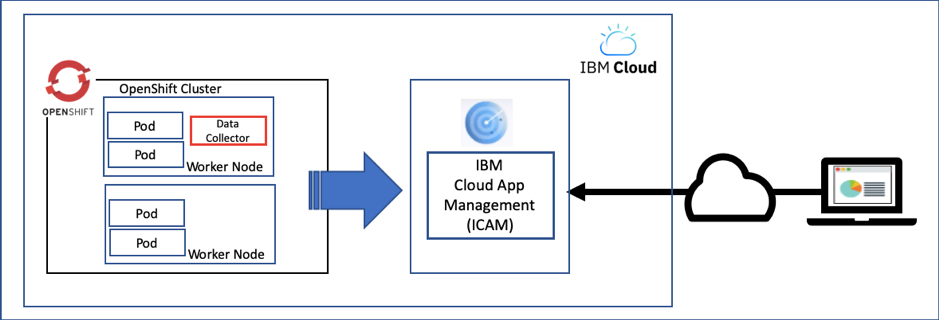 IBM Cloud
OPENSHIFT
OpenShift Cluster
Pod
Data
Collector
Pod
Worker Node
Pod
Pod
Worker Node
IBM
Cloud App
Management
(ICAM)